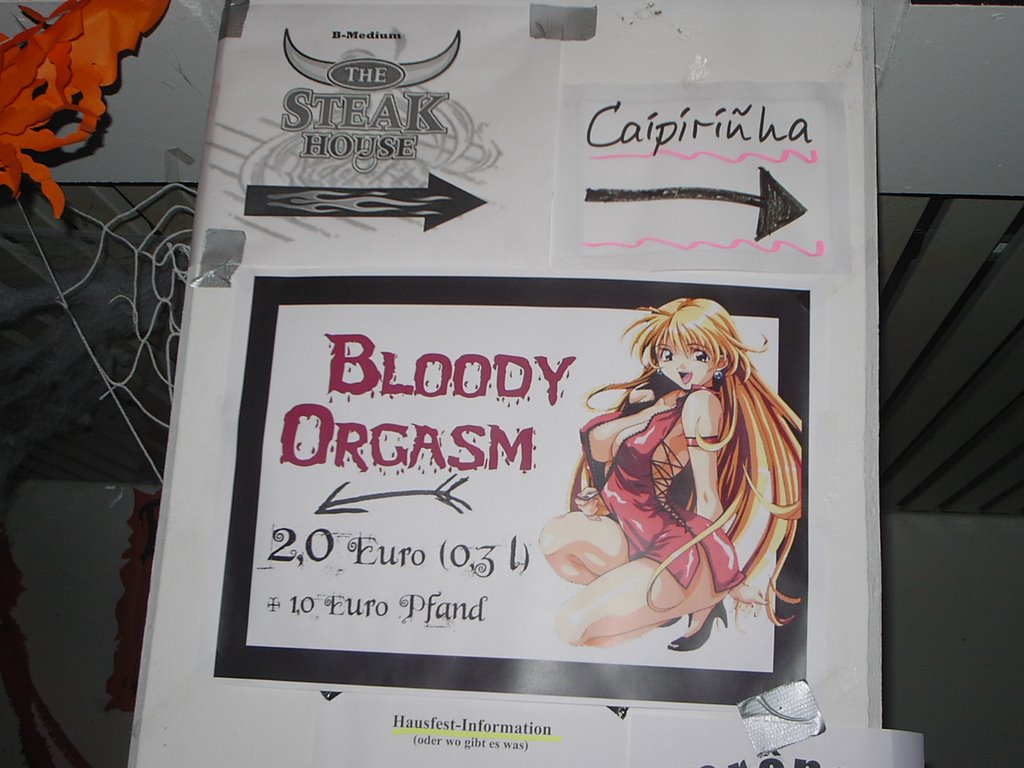 B-Medium
THE
STEAK
HOUSE
Caipiriñha
BLOODY
ORGASM
2,0 Euro (0,3 l)
+ 1,0 Euro Pfand
Hausfest-Information
(oder wo gibt es was)